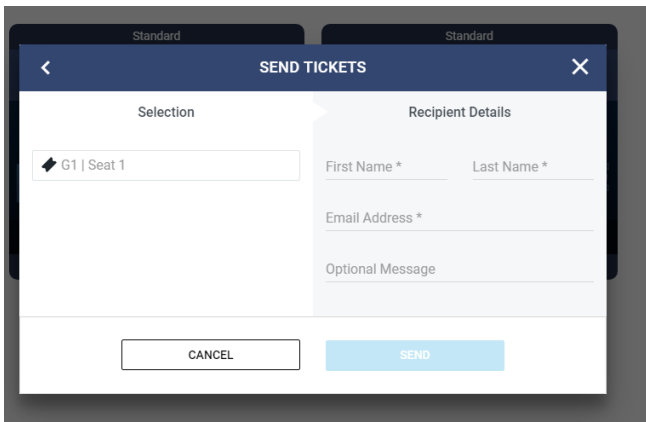 Standard
Standard
SEND TICKETS
Selection
Recipient Details
G1 | Seat 1
First Name *
Last Name *
Email Address *
Optional Message
CANCEL
SEND